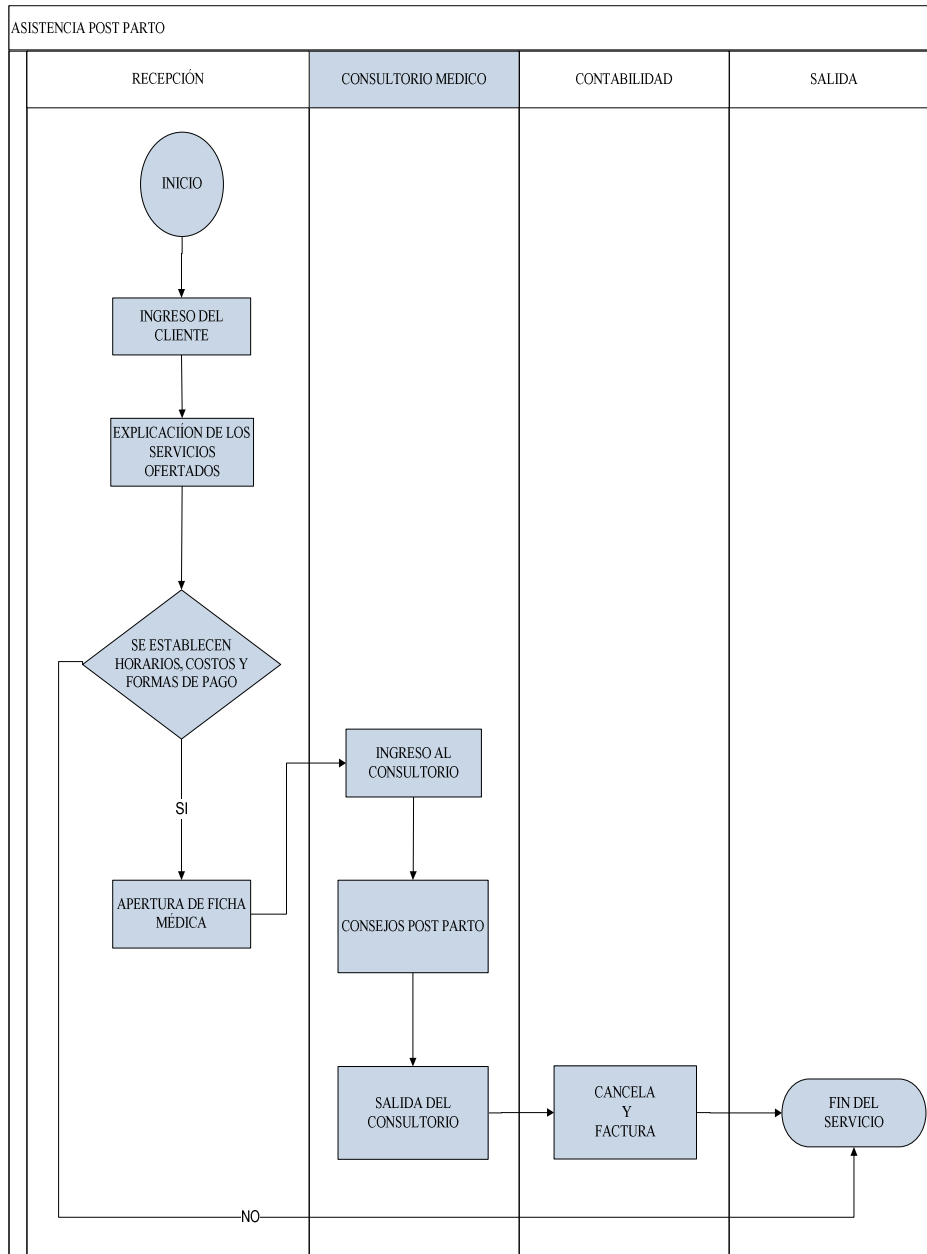 ASISTENCIA POST PARTO
RECEPCIÓN
CONSULTORIO MEDICO
CONTABILIDAD
SALIDA
INICIO
INGRESO DEL
CLIENTE
EXPLICACIÍON DE LOS
SERVICIOS
OFERTADOS
SE ESTABLECEN
HORARIOS, COSTOS Y
FORMAS DE PAGO
SI
APERTURA DE FICHA
MÉDICA
INGRESO AL
CONSULTORIO
CONSEJOS POST PARTO
SALIDA DEL
CONSULTORIO
CANCELA
Y
FACTURA
FIN DEL
SERVICIO
NO